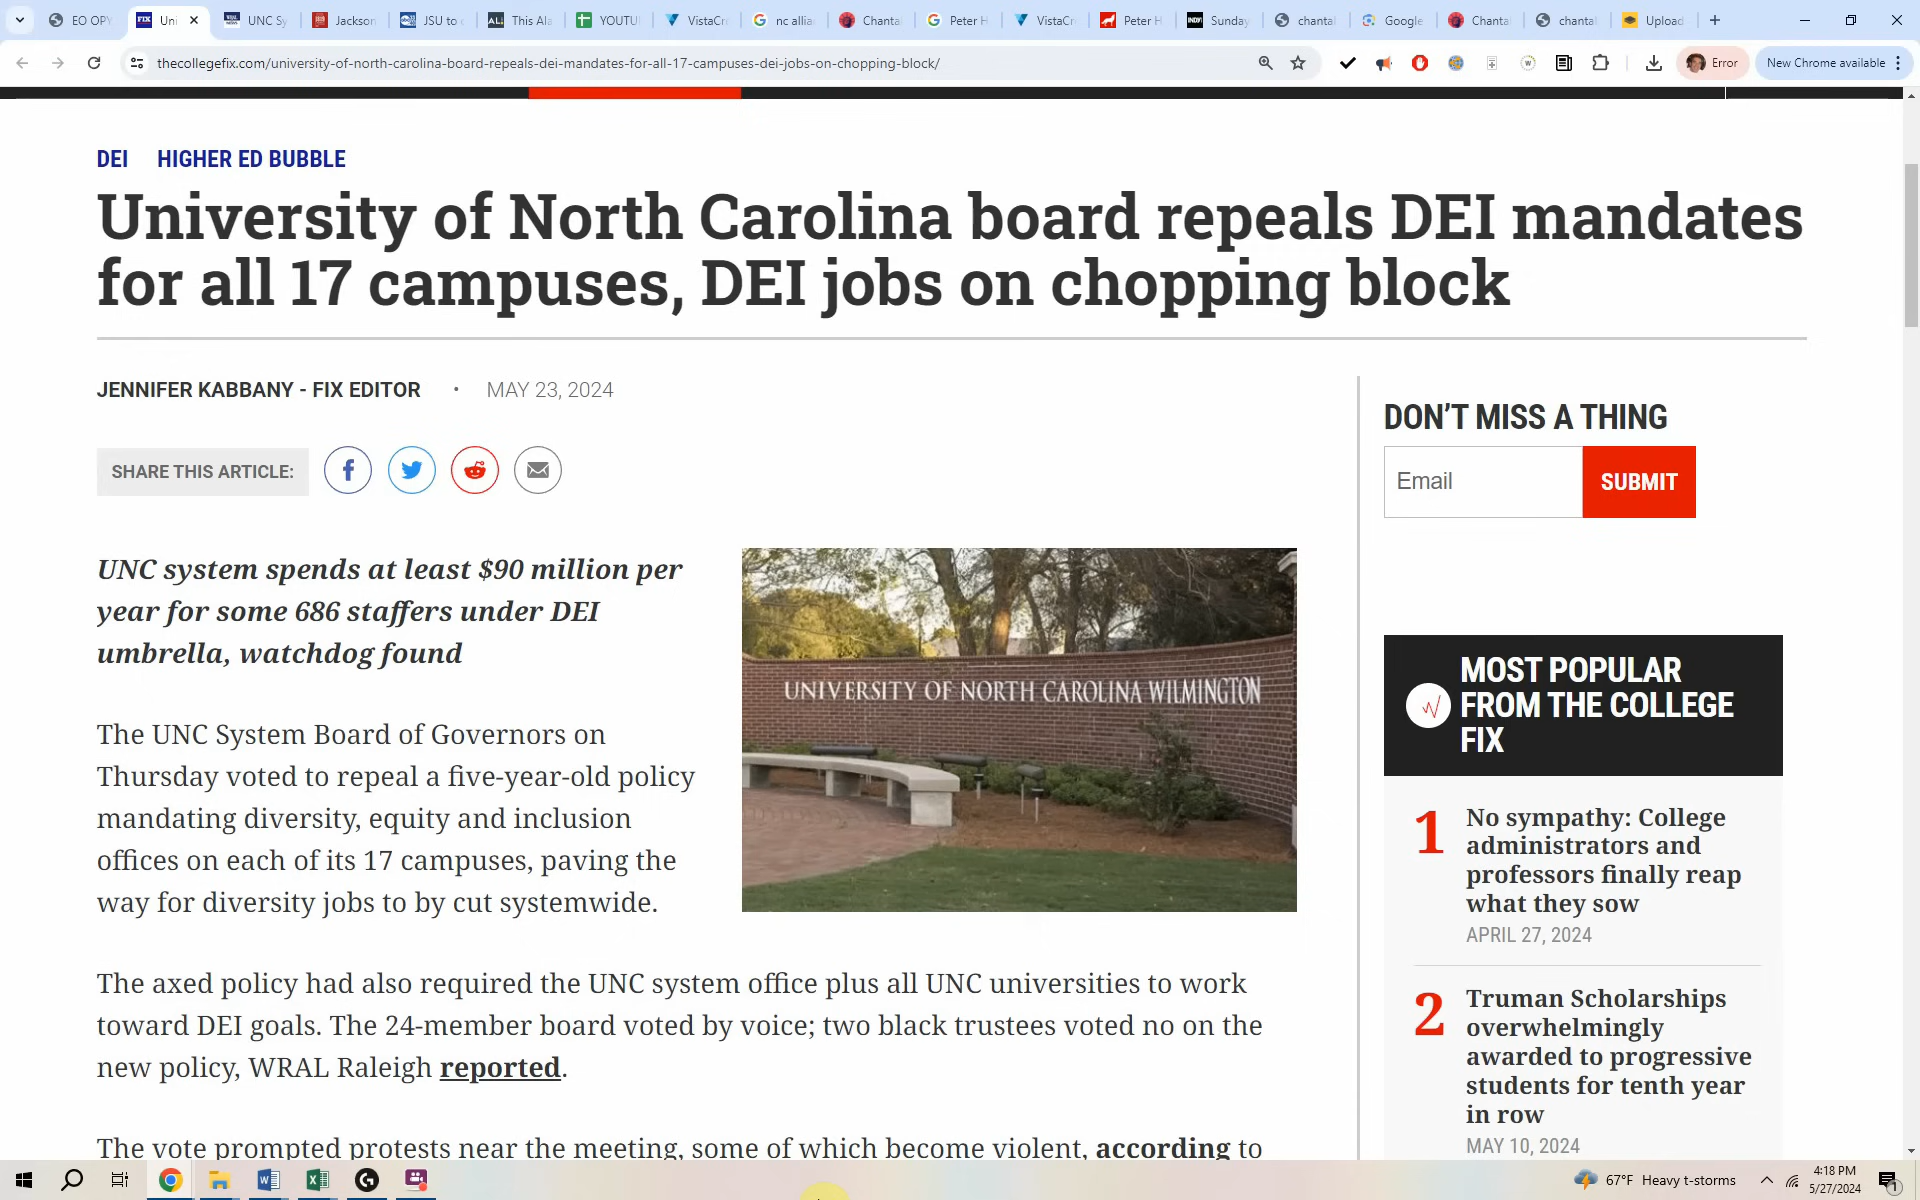 EO OPY
Uni
UNC Sy
Jackson
JSU to c
This Ala
YOUTU
VistaCre
nc allia
Chanta
Peter H
VistaCre
Peter H
Sunday
chantal
Google
Chanta
chantal
Upload
thecollegefix.com/university-of-north-carolina-board-repeals-dei-mandates-for-all-17-campuses-dei-jobs-on-chopping-block/
Error
New Chrome available
DEI HIGHER ED BUBBLE
University of North Carolina board repeals DEI mandates
for all 17 campuses, DEI jobs on chopping block
JENNIFER KABBANY - FIX EDITOR • MAY 23, 2024
SHARE THIS ARTICLE:
UNC system spends at least $90 million per
year for some 686 staffers under DEI
umbrella, watchdog found
The UNC System Board of Governors on
Thursday voted to repeal a five-year-old policy
mandating diversity, equity and inclusion
offices on each of its 17 campuses, paving the
way for diversity jobs to by cut systemwide.
UNIVERSITY OF NORTH CAROLINA WILMINGTON
The axed policy had also required the UNC system office plus all UNC universities to work
toward DEI goals. The 24-member board voted by voice; two black trustees voted no on the
new policy, WRAL Raleigh reported.
The vote prompted protests near the meeting, some of which become violent, according to
DON'T MISS A THING
Email
SUBMIT
MOST POPULAR
FROM THE COLLEGE
FIX
1
No sympathy: College
administrators and
professors finally reap
what they sow
APRIL 27, 2024
2
Truman Scholarships
overwhelmingly
awarded to progressive
students for tenth year
in row
MAY 10, 2024
67°F Heavy t-storms
4:18 PM
5/27/2024
1